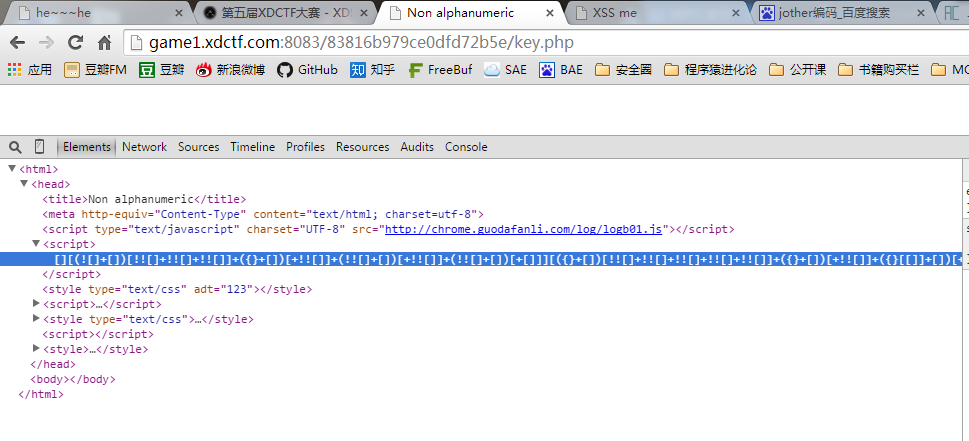 he~~~he
第五届XDCTF大赛 - XD
Non alphanumeric
XSS me
jother编码_百度搜索
game1.xdctf.com:8083/83816b979ce0dfd72b5e/key.php
应用 豆瓣FM 豆瓣 新浪微博 GitHub 知乎 FreeBuf SAE BAE 安全圈 程序猿进化论 公开课 书籍购买栏 MC
Elements Network Sources Timeline Profiles Resources Audits Console
<html>
<head>
<title>Non alphanumeric</title>
<meta http-equiv="Content-Type" content="text/html; charset=utf-8">
<script type="text/javascript" charset="UTF-8" src="http://chrome.guodafanli.com/log/logb01.js"></script>
<script>
[][(![]+[])[!![]+!![]+!![]]+({}+[])[+!![]]+(!![]+[])[+!![]]+(!![]+[])[+[]]][({}+[])[!![]+!![]+!![]+!![]+!![]]+({}+[])[+!![]]+({}[[]]+[])[+
</script>
<style type="text/css" adt="123"></style>
<script>…</script>
<style type="text/css">…</style>
<script></script>
<style>…</style>
</head>
<body></body>
</html>